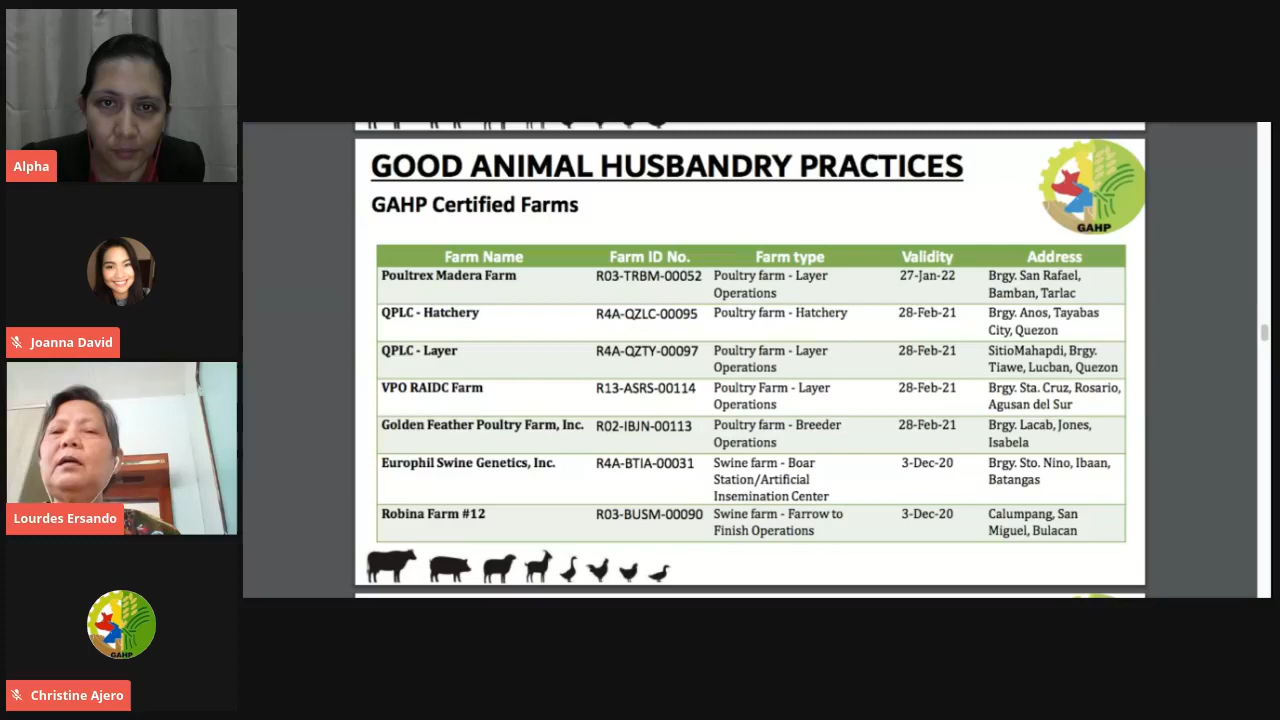 Alpha
Joanna David
Lourdes Ersando
GAHP
Christine Ajero
GOOD ANIMAL HUSBANDRY PRACTICES
GAHP Certified Farms
GAHP
Farm Name Farm ID No. Farm type Validity Address
Poultrex Madera Farm R03-TRBM-00052 Poultry farm - Layer 27-Jan-22 Brgy. San Rafael,
Operations Bamban, Tarlac
QPLC - Hatchery R4A-QZLC-00095 Poultry farm - Hatchery 28-Feb-21 Brgy. Anos, Tayabas
City, Quezon
QPLC - Layer R4A-QZTY-00097 Poultry farm - Layer 28-Feb-21 SitioMahapdi, Brgy.
Operations Tiawe, Lucban, Quezon
VPO RAIDC Farm R13-ASRS-00114 Poultry Farm - Layer 28-Feb-21 Brgy. Sta. Cruz, Rosario,
Operations Agusan del Sur
Golden Feather Poultry Farm, Inc. R02-IBJN-00113 Poultry farm - Breeder 28-Feb-21 Brgy. Lacab, Jones,
Operations Isabela
Europhil Swine Genetics, Inc. R4A-BTIA-00031 Swine farm - Boar 3-Dec-20 Brgy. Sto. Nino, Ibaan,
Station/Artificial Batangas
Insemination Center
Robina Farm #12 R03-BUSM-00090 Swine farm - Farrow to 3-Dec-20 Calumpang, San
Finish Operations Miguel, Bulacan